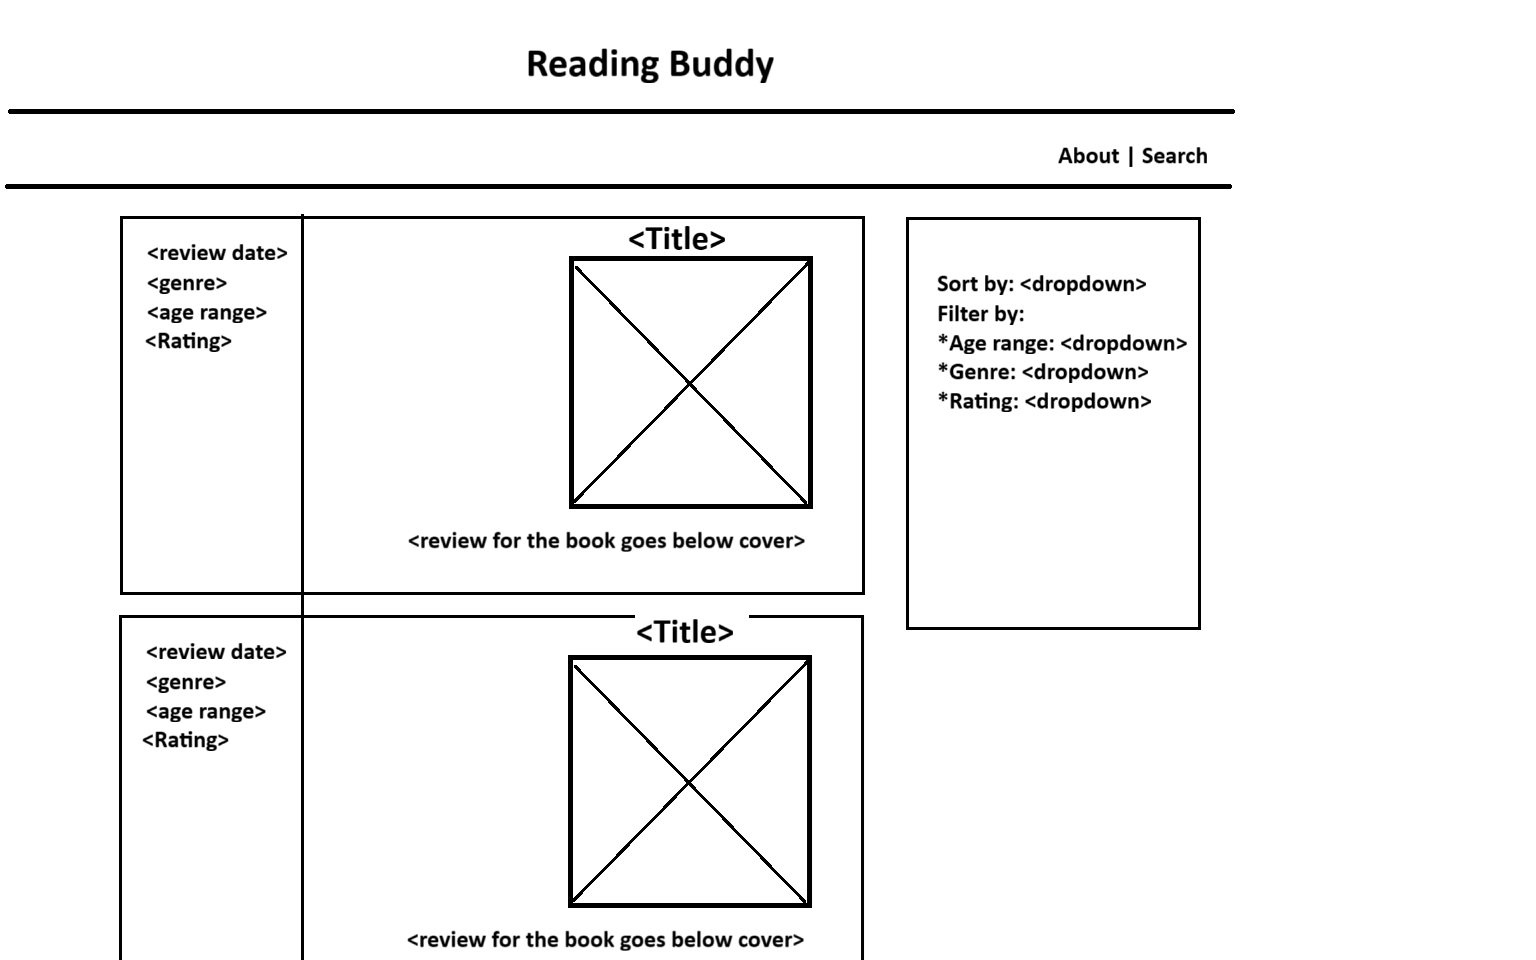 Reading Buddy
About | Search
<review date>
<genre>
<age range>
<Rating>
<Title>
<review for the book goes below cover>
Sort by: <dropdown>
Filter by:
*Age range: <dropdown>
*Genre: <dropdown>
*Rating: <dropdown>
<review date>
<genre>
<age range>
<Rating>
<Title>
<review for the book goes below cover>